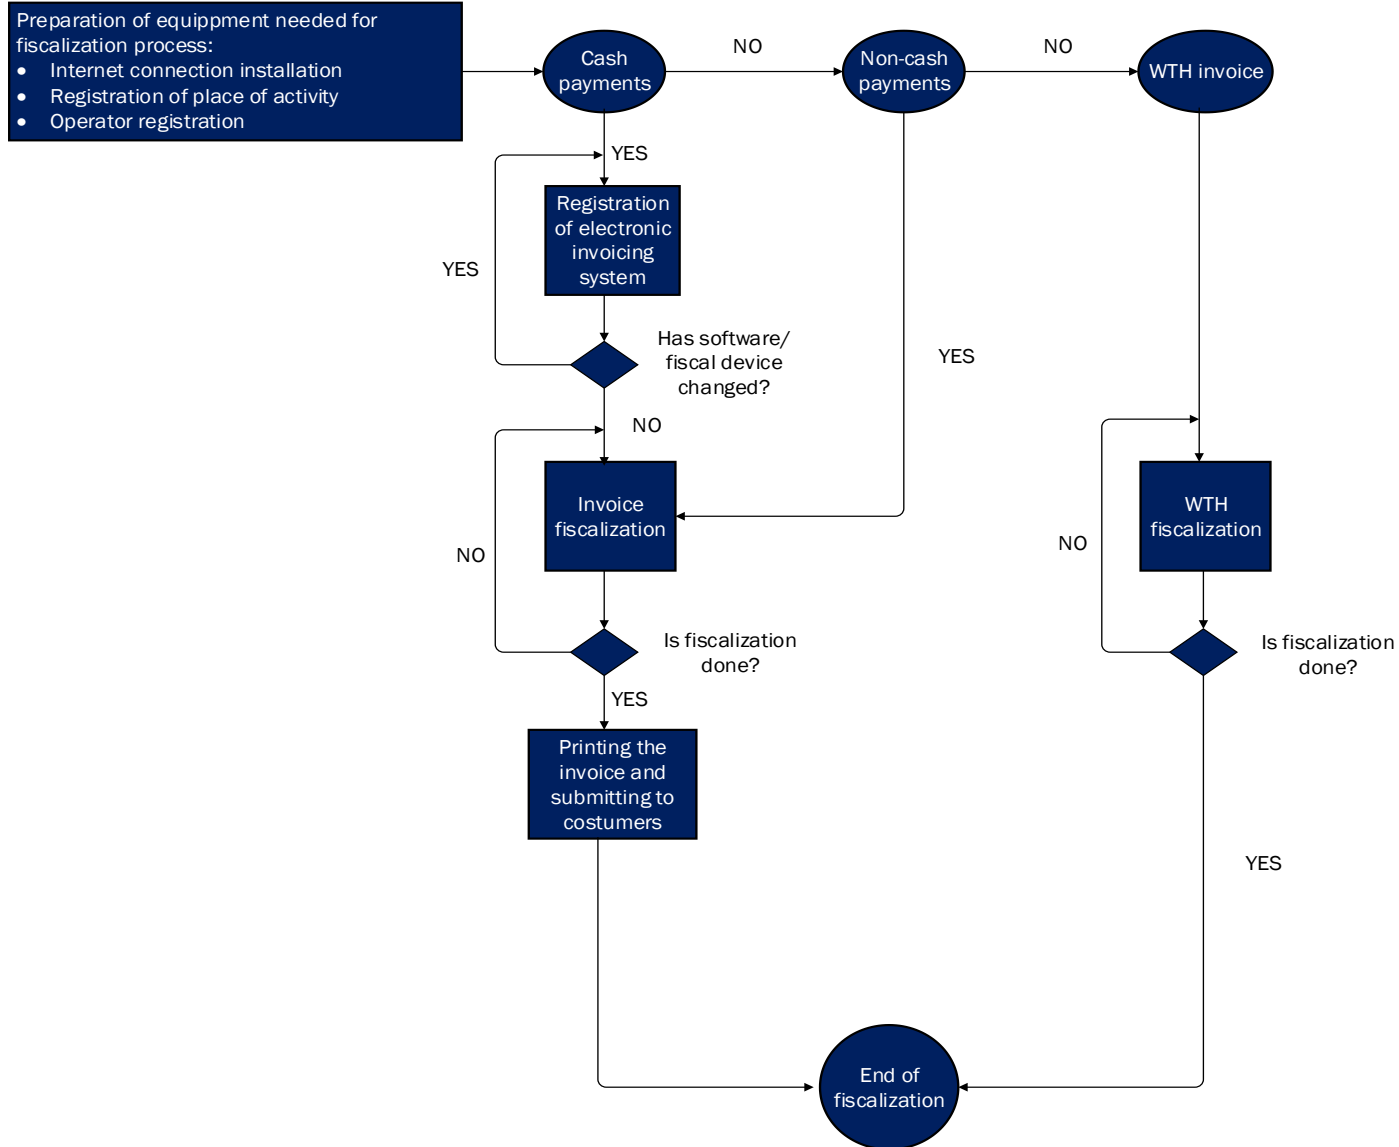 Preparation of equippment needed for
fiscalization process:
• Internet connection installation
• Registration of place of activity
• Operator registration
Cash
payments
NO
Non-cash
payments
NO
WTH invoice
YES
Registration
of electronic
invoicing
system
YES
Has software/
fiscal device
changed?
YES
NO
Invoice
fiscalization
NO
Is fiscalization
done?
YES
Printing the
invoice and
submitting to
costumers
WTH
fiscalization
NO
Is fiscalization
done?
YES
End of
fiscalization